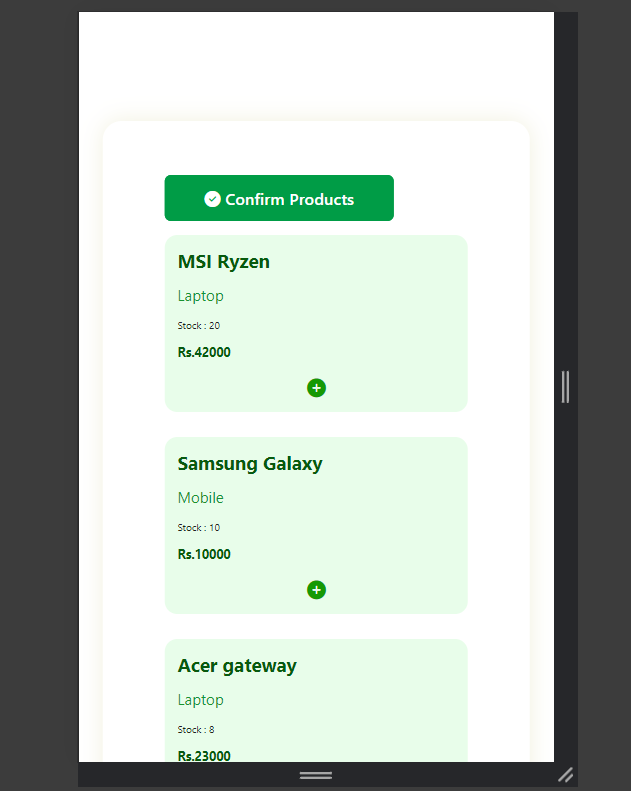 Confirm Products
MSI Ryzen
Laptop
Stock : 20
Rs.42000
Samsung Galaxy
Mobile
Stock : 10
Rs.10000
Acer gateway
Laptop
Stock : 8
Rs.23000